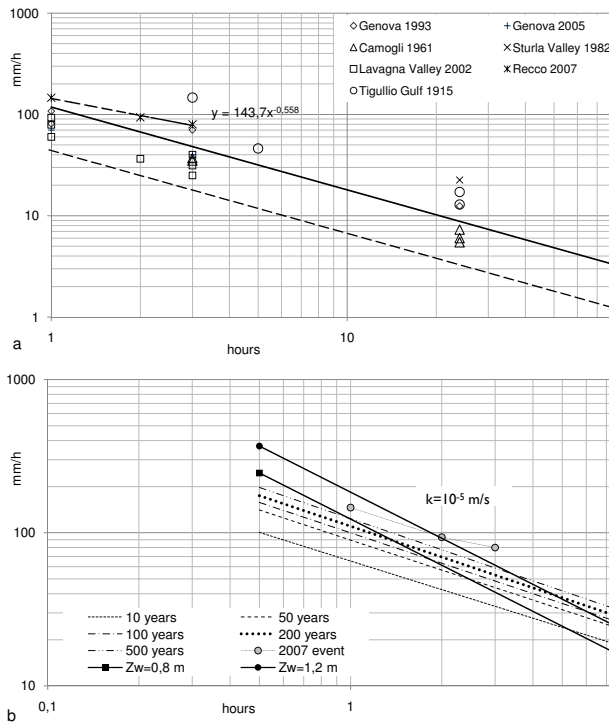 1000
◇ Genova 1993
+ Genova 2005
△ Camogli 1961
× Sturla Valley 1982
□ Lavagna Valley 2002
Recco 2007
○ Tigullio Gulf 1915
mm/h
100
y = 143,7x-0,558
10
1
1
10
hours
a
1000
mm/h
k=10-5 m/s
100
10 years
50 years
100 years
200 years
500 years
2007 event
Zw=0,8 m
Zw=1,2 m
10
0,1
1
hours
b